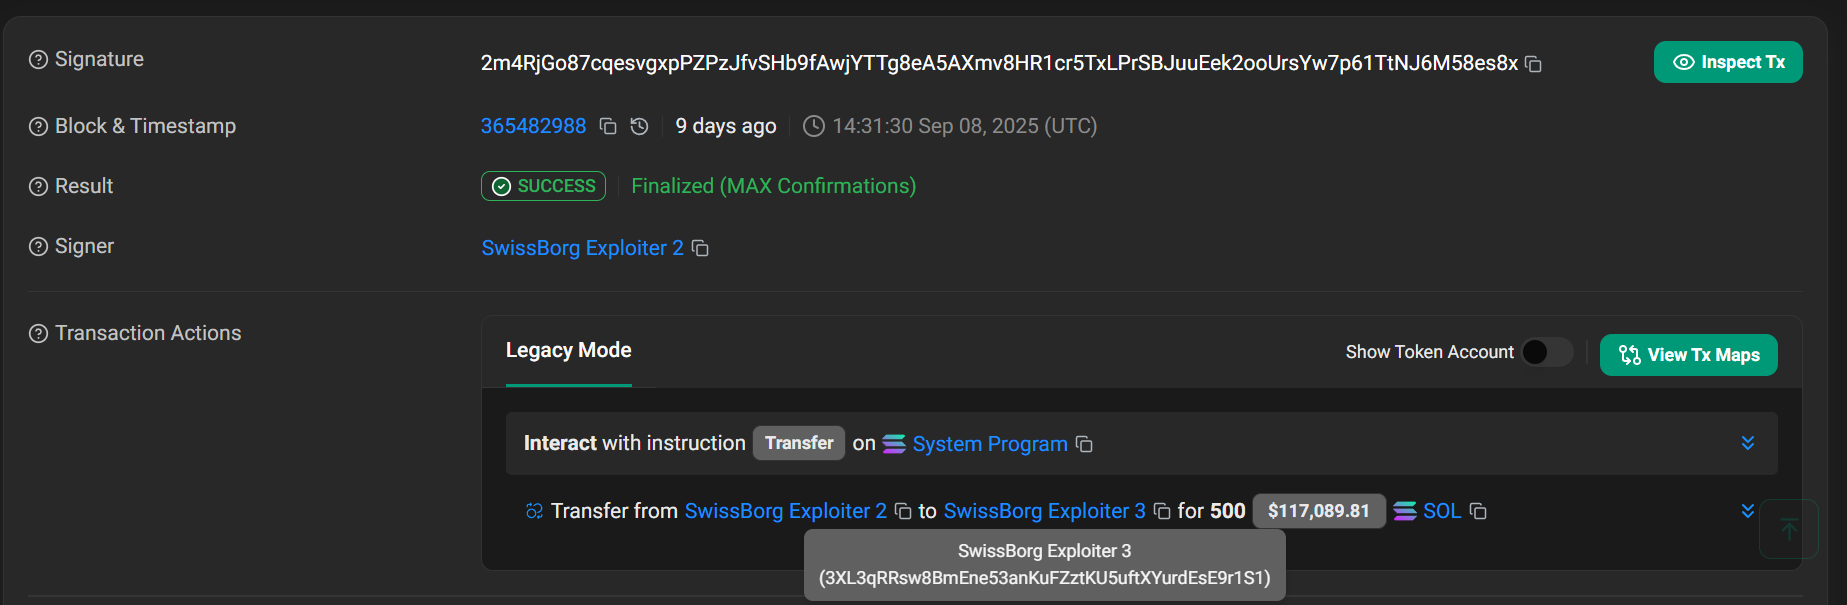 Signature
2m4RjGo87cqesvgxpPZPzJfvSHb9fAwjYTTg8eA5AXmv8HR1cr5TxLPrSBJuuEek2ooUrsYw7p61TtNJ6M58es8x
Inspect Tx
Block & Timestamp
365482988 9 days ago 14:31:30 Sep 08, 2025 (UTC)
Result
SUCCESS Finalized (MAX Confirmations)
Signer
SwissBorg Exploiter 2
Transaction Actions
Legacy Mode
Show Token Account
View Tx Maps
Interact with instruction Transfer on System Program
Transfer from SwissBorg Exploiter 2 to SwissBorg Exploiter 3 for 500 $117,089.81 SOL
SwissBorg Exploiter 3
(3XL3qRRsw8BmEne53anKuFZztKU5uftXYurdEsE9r1S1)